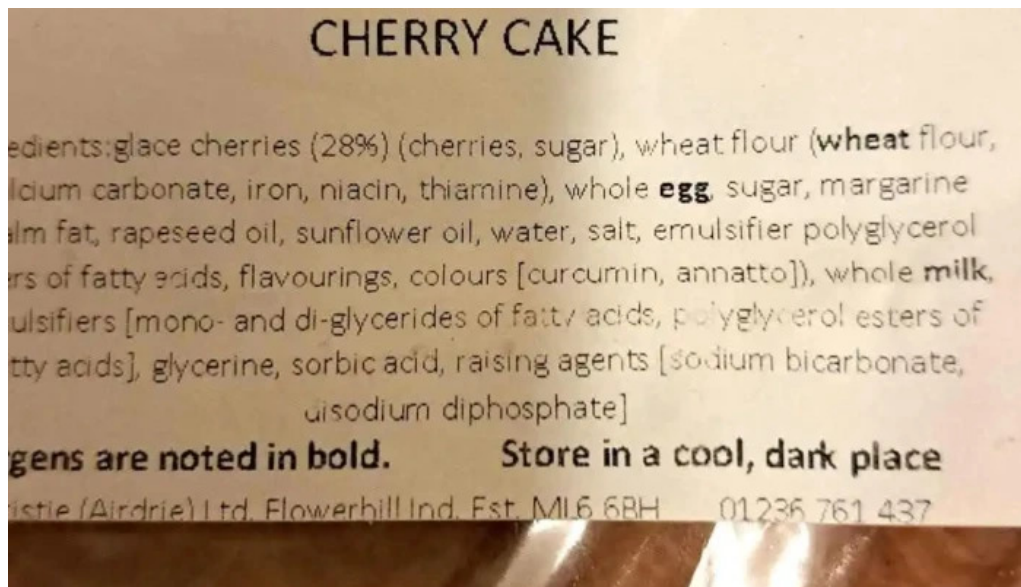 CHERRY CAKE
edients:glace cherries (28%) (cherries, sugar), wheat flour (wheat flour,
lcium carbonate, iron, niacin, thiamine), whole egg, sugar, margarine
alm fat, rapeseed oil, sunflower oil, water, salt, emulsifier polyglycerol
ers of fatty acids, flavourings, colours [curcumin, annatto]), whole milk,
ulsifiers [mono- and di-glycerides of fatty acids, polyglycerol esters of
tty acids], glycerine, sorbic acid, raising agents [sodium bicarbonate,
disodium diphosphate]
gens are noted in bold. Store in a cool, dark place
istie (Airdrie) Ltd. Flowerhill Ind. Est. ML6 6BH 01236 761 437